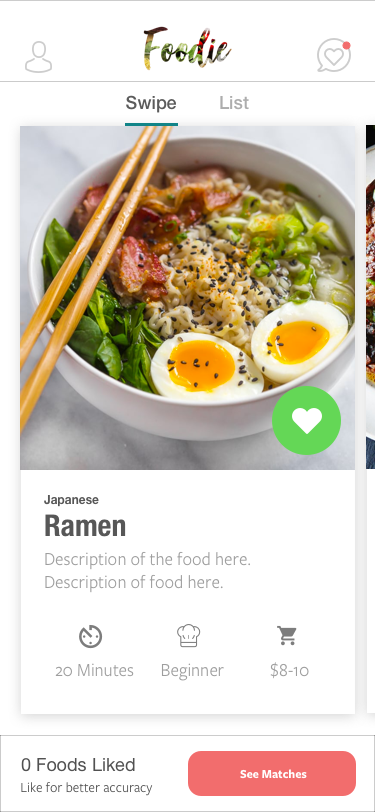 Foodie
Swipe List
Japanese
Ramen
Description of the food here.
Description of food here.
20 Minutes Beginner $8-10
0 Foods Liked
Like for better accuracy
See Matches